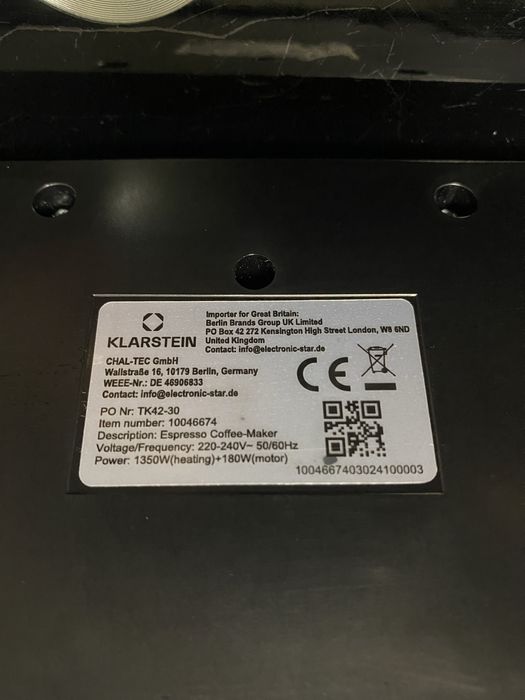 KLARSTEIN
CHAL-TEC GmbH
Wallstraße 16, 10179 Berlin, Germany
WEEE-Nr.: DE 46906833
Contact: info@electronic-star.de
Importer for Great Britain:
Berlin Brands Group UK Limited
PO Box 42 272 Kensington High Street London, W8 6ND
United Kingdom
Contact: info@electronic-star.de
PO Nr: TK42-30
Item number: 10046674
Description: Espresso Coffee-Maker
Voltage/Frequency: 220-240V~ 50/60Hz
Power: 1350W(heating)+180W(motor)
CE
1004667403024100003